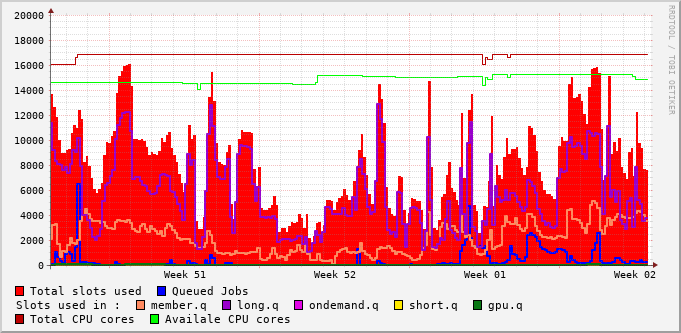 20000
18000
16000
14000
12000
10000
8000
6000
4000
2000
0
Week 51 Week 52 Week 01 Week 02
RRDTOOL / TOBI OETIKER
Total slots used Queued Jobs
Slots used in : member.q long.q ondemand.q short.q gpu.q
Total CPU cores Availale CPU cores